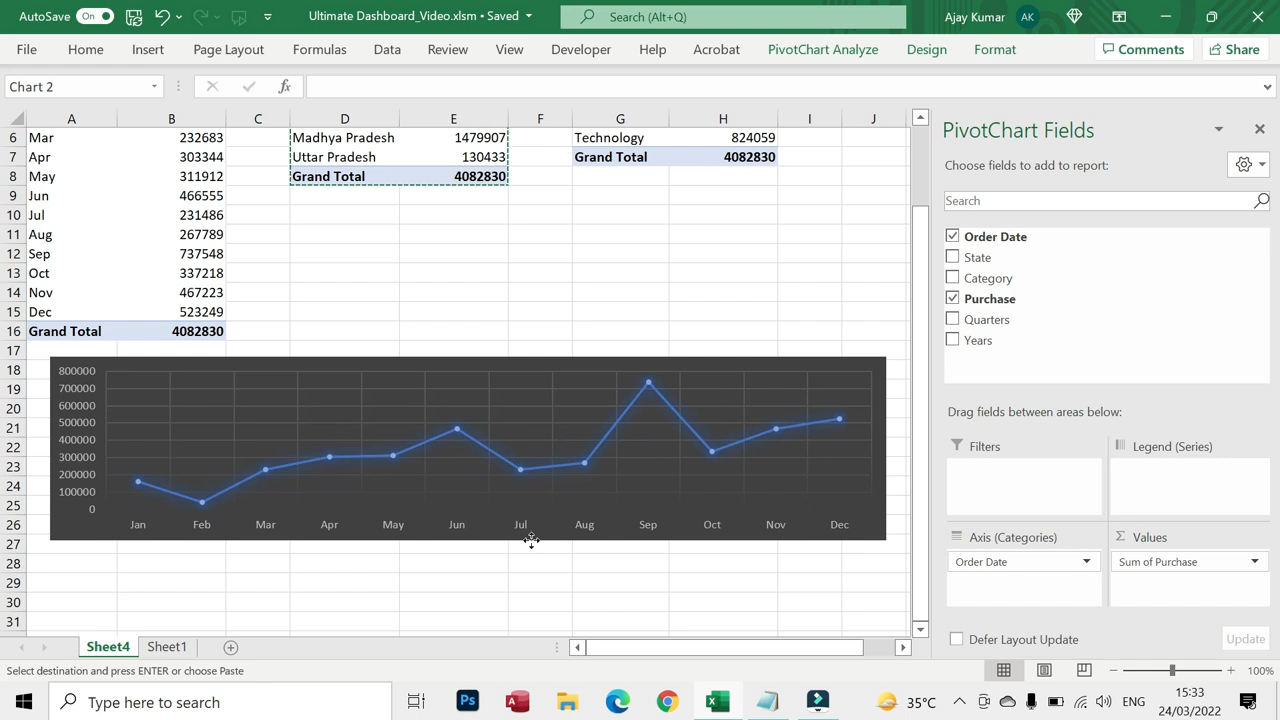 AutoSave On Ultimate Dashboard_Video.xlsm • Saved Search (Alt+Q) Ajay Kumar AK
File Home Insert Page Layout Formulas Data Review View Developer Help Acrobat PivotChart Analyze Design Format Comments Share
Chart 2 fx
A B C D E F G H I J
6 Mar 232683 Madhya Pradesh 1479907 Technology 824059
7 Apr 303344 Uttar Pradesh 130433 Grand Total 4082830
8 May 311912 Grand Total 4082830
9 Jun 466555
10 Jul 231486
11 Aug 267789
12 Sep 737548
13 Oct 337218
14 Nov 467223
15 Dec 523249
16 Grand Total 4082830
17
18
19
20
21
22
23
24
25
26
27
28
29
30
31
800000
700000
600000
500000
400000
300000
200000
100000
0
Jan Feb Mar Apr May Jun Jul Aug Sep Oct Nov Dec
PivotChart Fields
Choose fields to add to report:
Search
Order Date
State
Category
Purchase
Quarters
Years
Drag fields between areas below:
Filters Legend (Series)
Axis (Categories) Σ Values
Order Date Sum of Purchase
Defer Layout Update Update
Sheet4 Sheet1
Select destination and press ENTER or choose Paste 100%
Type here to search Ps A X 35°C ENG 15:33
24/03/2022